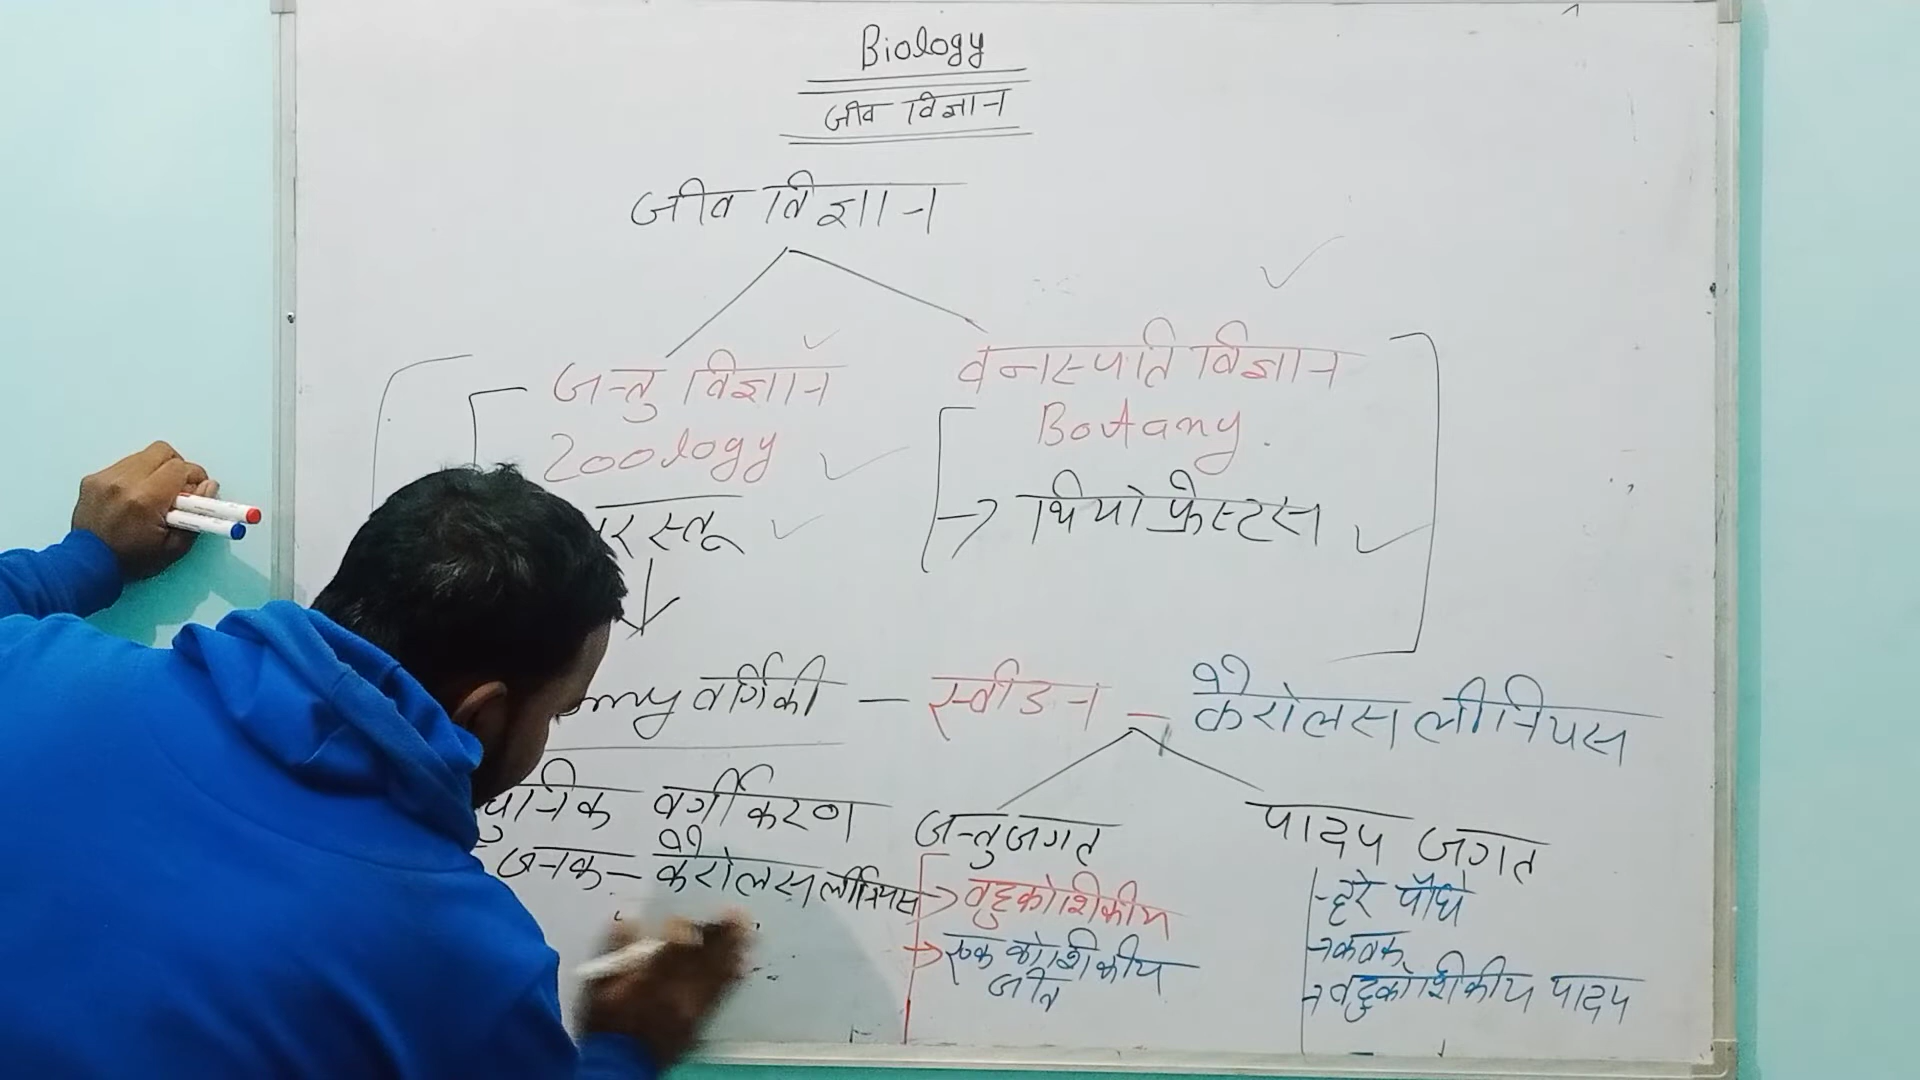 Biology
जीव विज्ञान
जीव विज्ञान
जन्तु विज्ञान
Zoology
वनस्पति विज्ञान
Botany
→ थियोफ्रेस्टस
वर्गिकी - स्वीडन - कैरोलस लीनियस
वर्गीकरण
जनक - कैरोलस लीनियस
जन्तु जगत
→ बहुकोशिकीय
→ एक कोशिकीय
जीव
पादप जगत
- हरे पौधे
→ कवक
→ बहुकोशिकीय पादप